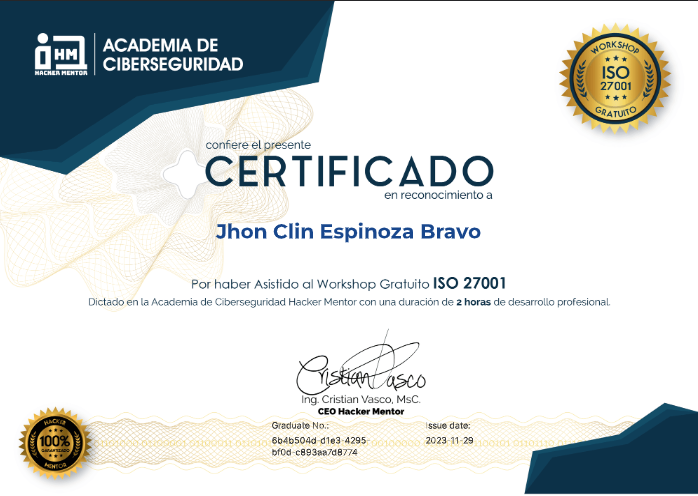 HM
HACKER MENTOR
ACADEMIA DE
CIBERSEGURIDAD
WORKSHOP
ISO
27001
GRATUITO
confiere el presente
CERTIFICADO
en reconocimiento a
Jhon Clin Espinoza Bravo
Por haber Asistido al Workshop Gratuito ISO 27001
Dictado en la Academia de Ciberseguridad Hacker Mentor con una duración de 2 horas de desarrollo profesional.
Cristian Vasco
Ing. Cristian Vasco, MsC.
CEO Hacker Mentor
HACKER
100%
GARANTIZADO
MENTOR
Graduate No.:
6b4b504d-d1e3-4295-
bf0d-c893aa7d8774
Issue date:
2023-11-29